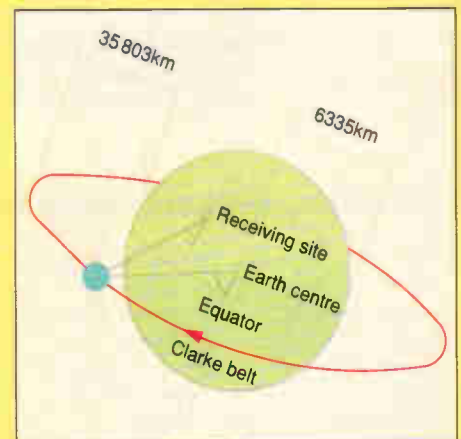 35 803km
6335km
Receiving site
Earth centre
Equator
Clarke belt